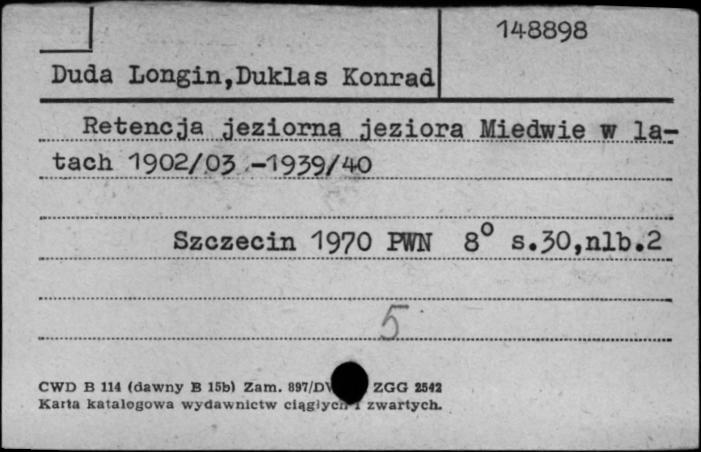 148898
Duda Longin,Duklas Konrad
Retencja jeziorna jeziora Miedwie w la-
tach 1902/03 -1939/40
Szczecin 1970 PWN 8° s.30,nlb.2
5
CWD B 114 (dawny B 15b) Zam. 897/DW ZGG 2542
Karta katalogowa wydawnictw ciągłych i zwartych.